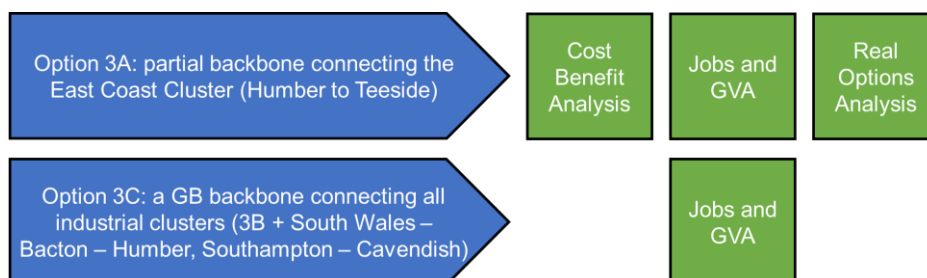 Option 3A: partial backbone connecting the
East Coast Cluster (Humber to Teeside)
Cost
Benefit
Analysis
Jobs and
GVA
Real
Options
Analysis
Option 3C: a GB backbone connecting all
industrial clusters (3B + South Wales –
Bacton – Humber, Southampton – Cavendish)
Jobs and
GVA